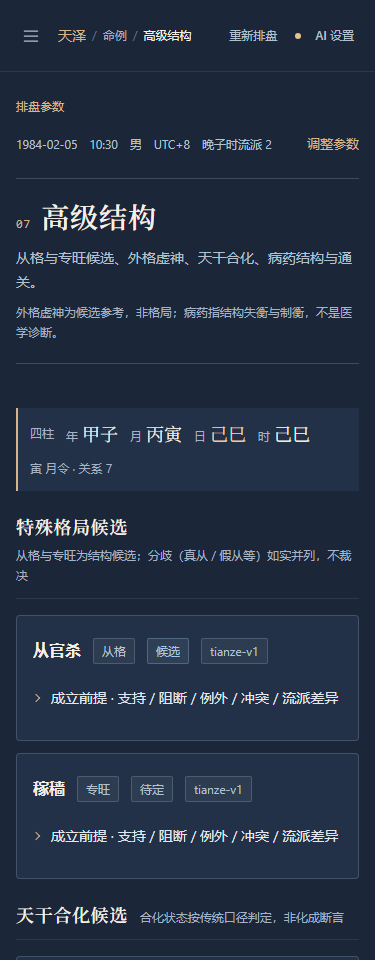 天泽 / 命例 / 高级结构 重新排盘 AI 设置
排盘参数
1984-02-05 10:30 男 UTC+8 晚子时流派 2 调整参数
07 高级结构
从格与专旺候选、外格虚神、天干合化、病药结构与通
关。
外格虚神为候选参考，非格局；病药指结构失衡与制衡，不是医
学诊断。
四柱 年 甲子 月 丙寅 日 己巳 时 己巳
寅 月令 · 关系 7
特殊格局候选
从格与专旺为结构候选；分歧（真从 / 假从等）如实并列，不裁
决
从官杀 从格 候选 tianze-v1
成立前提 · 支持 / 阻断 / 例外 / 冲突 / 流派差异
稼穑 专旺 待定 tianze-v1
成立前提 · 支持 / 阻断 / 例外 / 冲突 / 流派差异
天干合化候选 合化状态按传统口径判定，非化成断言